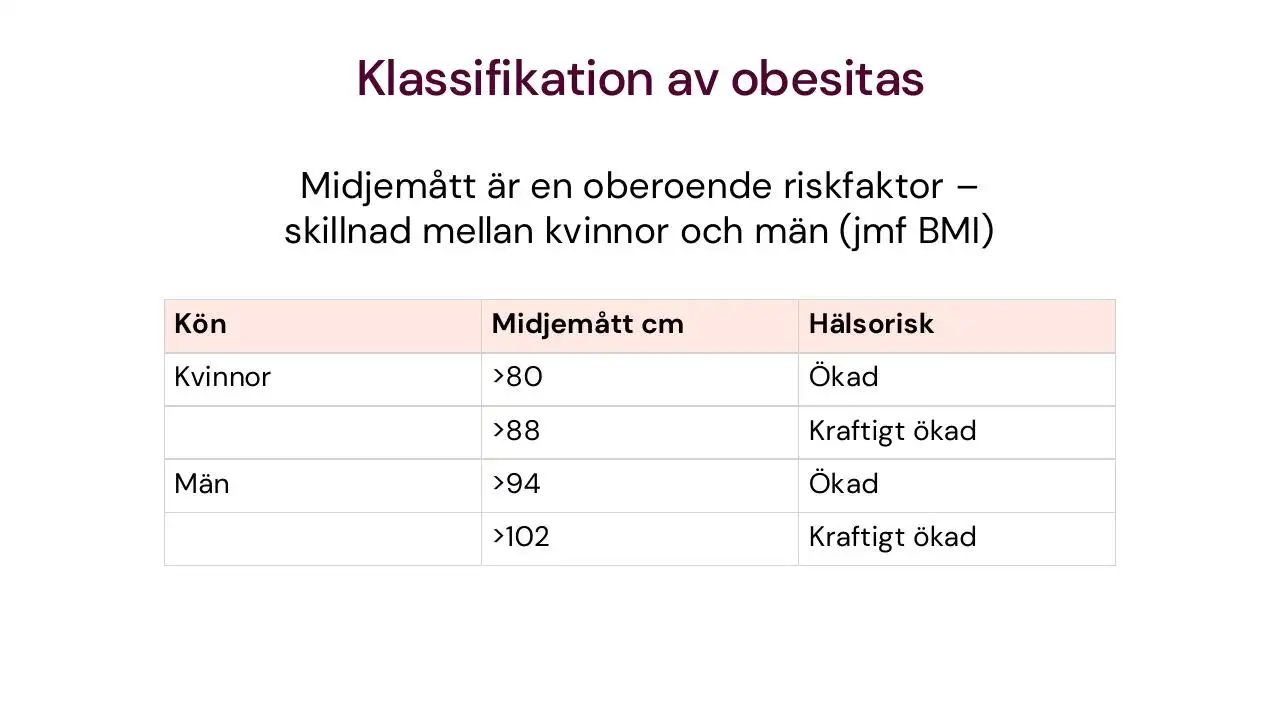 Klassifikation av obesitas
Midjemått är en oberoende riskfaktor –
skillnad mellan kvinnor och män (jmf BMI)
Kön Midjemått cm Hälsorisk
Kvinnor >80 Ökad
>88 Kraftigt ökad
Män >94 Ökad
>102 Kraftigt ökad